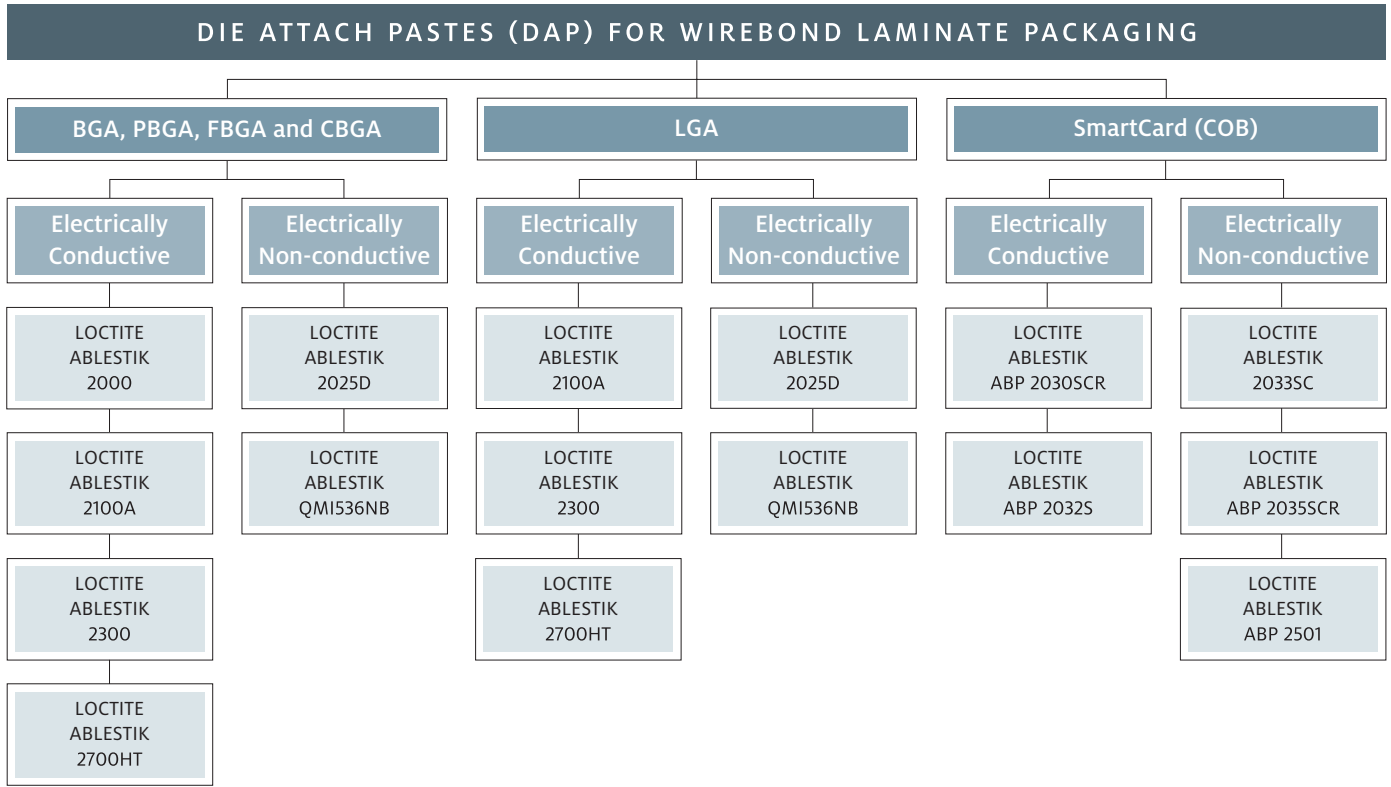 DIE ATTACH PASTES (DAP) FOR WIREBOND LAMINATE PACKAGING
BGA, PBGA, FBGA and CBGA
Electrically
Conductive
LOCTITE
ABLESTIK
2000
LOCTITE
ABLESTIK
2100A
LOCTITE
ABLESTIK
2300
LOCTITE
ABLESTIK
2700HT
Electrically
Non-conductive
LOCTITE
ABLESTIK
2025D
LOCTITE
ABLESTIK
QMI536NB
LGA
Electrically
Conductive
LOCTITE
ABLESTIK
2100A
LOCTITE
ABLESTIK
2300
LOCTITE
ABLESTIK
2700HT
Electrically
Non-conductive
LOCTITE
ABLESTIK
2025D
LOCTITE
ABLESTIK
QMI536NB
SmartCard (COB)
Electrically
Conductive
LOCTITE
ABLESTIK
ABP 2030SCR
LOCTITE
ABLESTIK
ABP 2032S
Electrically
Non-conductive
LOCTITE
ABLESTIK
2033SC
LOCTITE
ABLESTIK
ABP 2035SCR
LOCTITE
ABLESTIK
ABP 2501